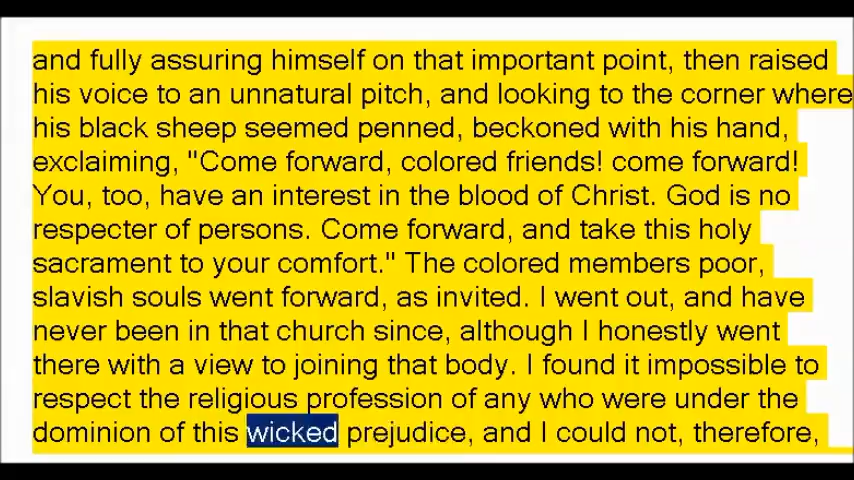 and fully assuring himself on that important point, then raised
his voice to an unnatural pitch, and looking to the corner where
his black sheep seemed penned, beckoned with his hand,
exclaiming, "Come forward, colored friends! come forward!
You, too, have an interest in the blood of Christ. God is no
respecter of persons. Come forward, and take this holy
sacrament to your comfort." The colored members poor,
slavish souls went forward, as invited. I went out, and have
never been in that church since, although I honestly went
there with a view to joining that body. I found it impossible to
respect the religious profession of any who were under the
dominion of this wicked prejudice, and I could not, therefore,